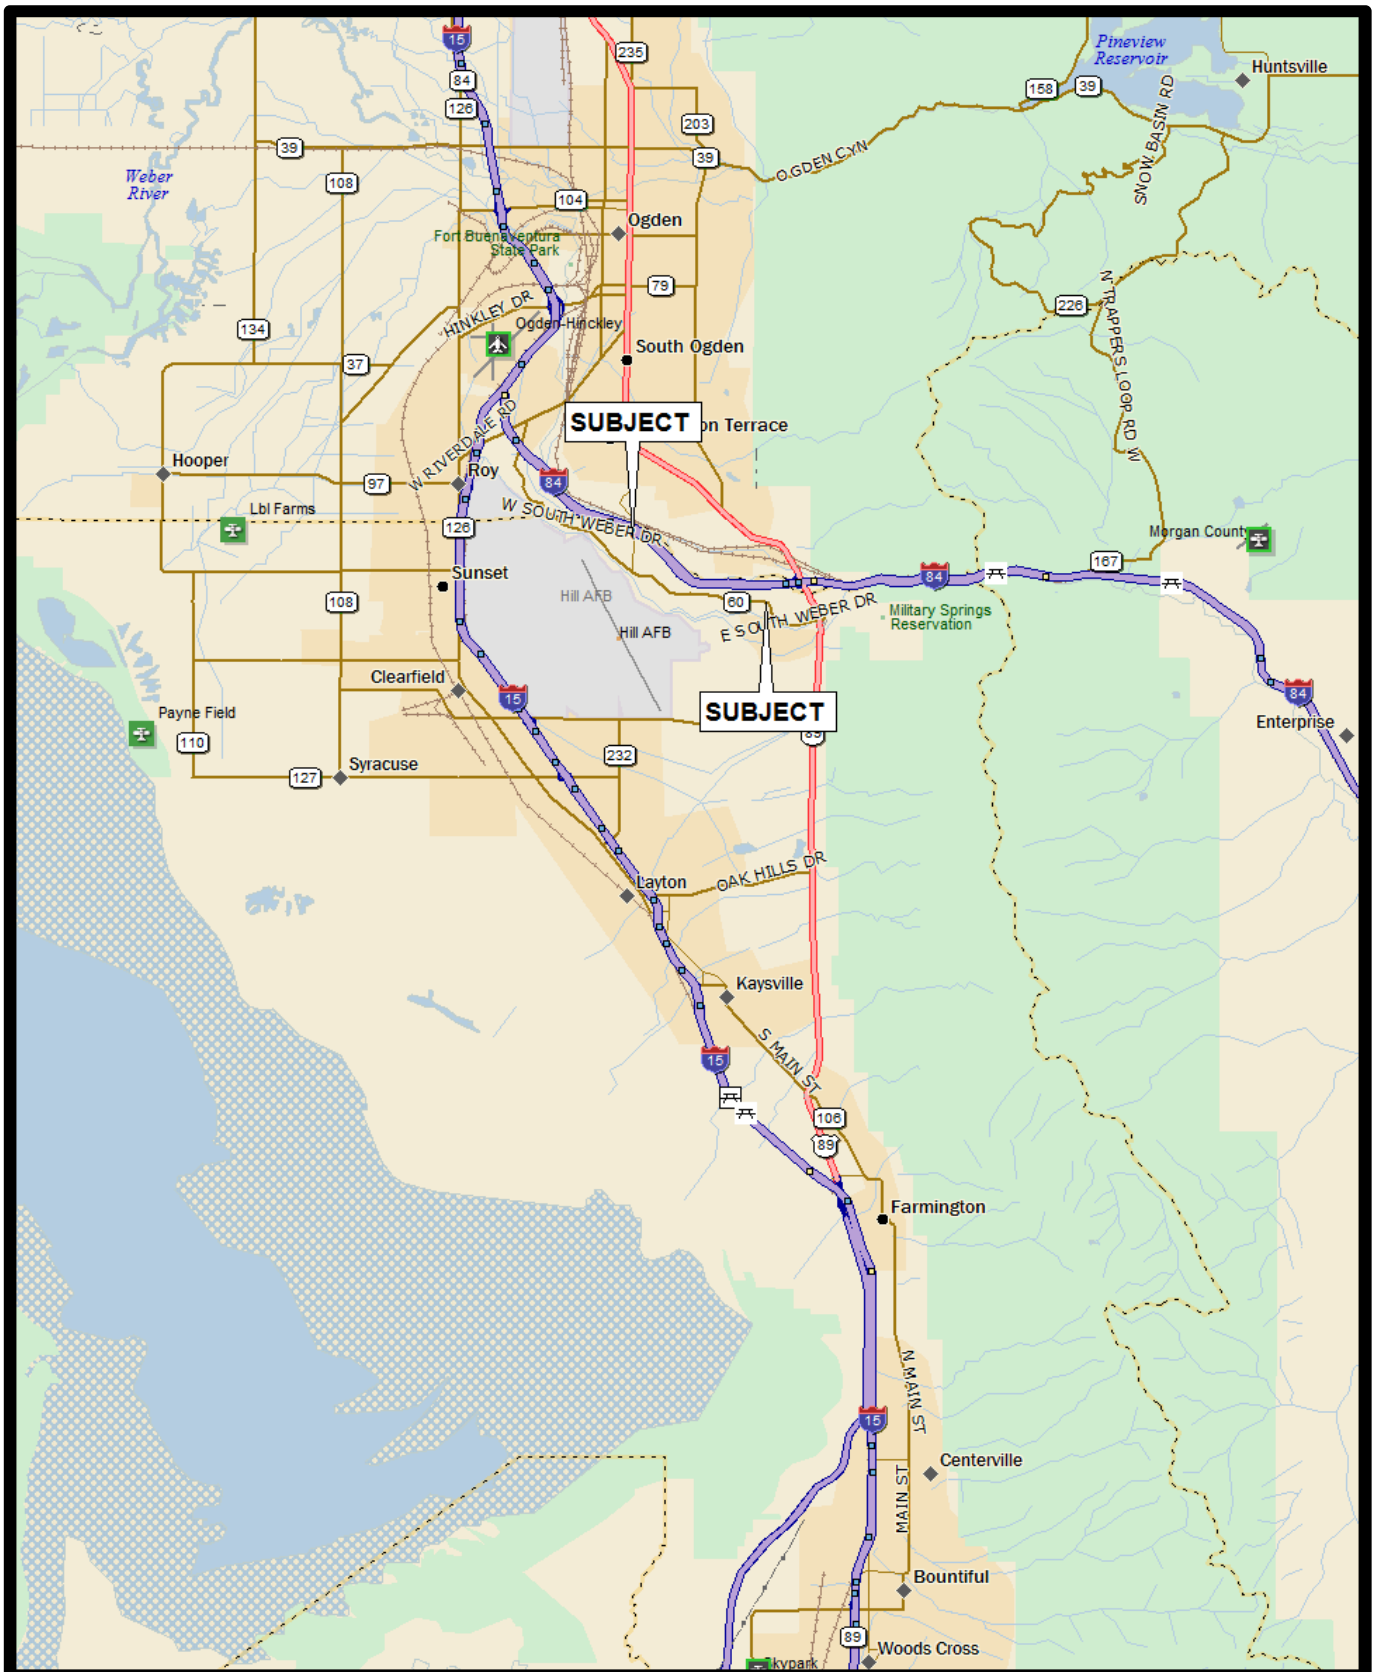 15
235
Pineview
Reservoir
Huntsville
84
158
39
126
203
SNOW BASIN RD
39
39
OGDEN CYN
Weber
River
108
104
Ogden
Fort Buenaventura
State Park
79
N TRAPPERS LOOP RD W
HINKLEY DR
226
134
Ogden-Hinckley
South Ogden
37
SUBJECT
on Terrace
W RIVERDALE RD
Hooper
Roy
97
84
Lbl Farms
W SOUTH WEBER DR
126
Morgan County
167
Sunset
84
Hill AFB
108
60
E SOUTH WEBER DR
Military Springs
Reservation
Hill AFB
Clearfield
15
84
SUBJECT
Payne Field
Enterprise
89
110
232
Syracuse
127
OAK HILLS DR
Layton
Kaysville
S MAIN ST
15
106
89
Farmington
N MAIN ST
15
Centerville
MAIN ST
Bountiful
89
Woods Cross
Skypark